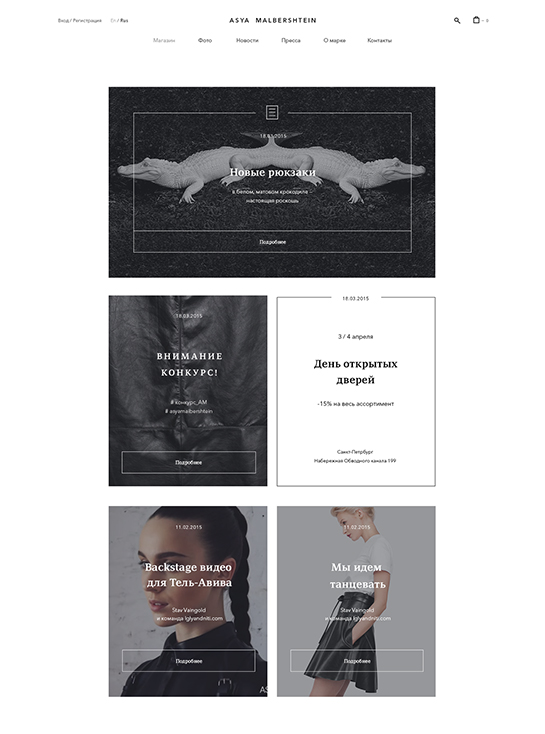 Вход / Регистрация
En / Rus
ASYA MALBERSHTEIN
- 0
Магазин Фото Новости Пресса О марке Контакты
18.03.2015
Новые рюкзаки
в белом, матовом крокодиле -
настоящая роскошь
Подробнее
18.03.2015
ВНИМАНИЕ
КОНКУРС!
# конкурс_AM
# asyamalbershtein
Подробнее
18.03.2015
3 / 4 апреля
День открытых
дверей
-15% на весь ассортимент
Санкт-Петрбург
Набережная Обводного канала 199
11.02.2015
Backstage видео
для Тель-Авива
Stav Vaingold
и команда Iglyandniti.com
Подробнее
AS
11.02.2015
Мы идем
танцевать
Stav Vaingold
и команда Iglyandniti.com
Подробнее